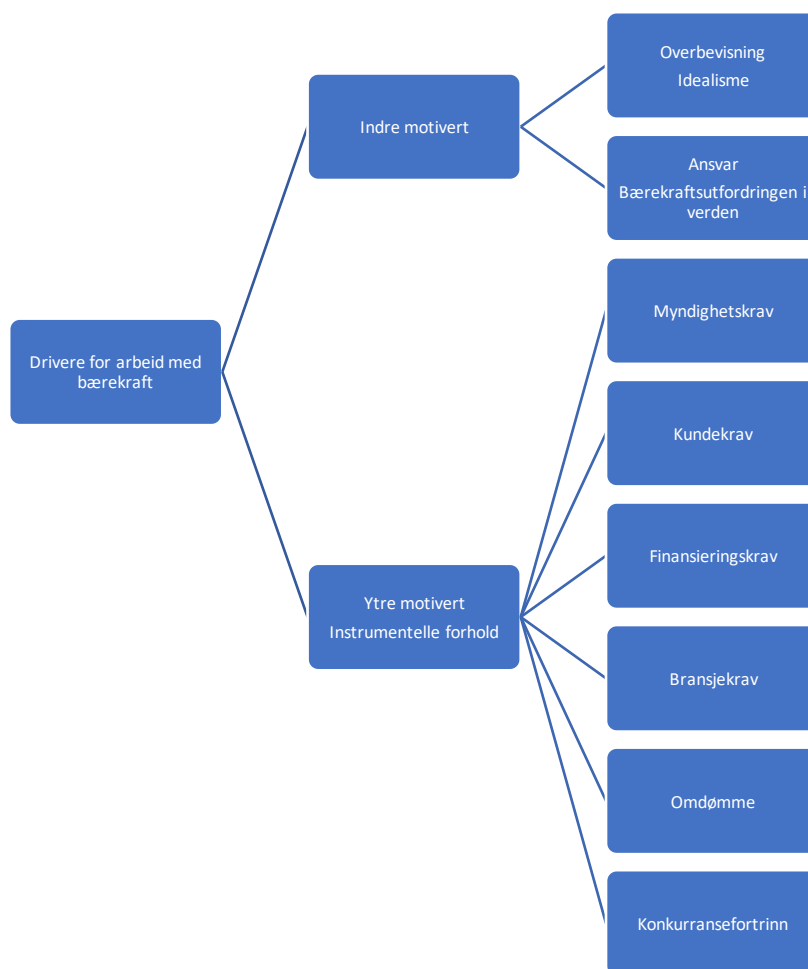 Drivere for arbeid med
bærekraft
Indre motivert
Overbevisning
Idealisme
Ansvar
Bærekraftsutfordringen i
verden
Ytre motivert
Instrumentelle forhold
Myndighetskrav
Kundekrav
Finansieringskrav
Bransjekrav
Omdømme
Konkurransefortrinn